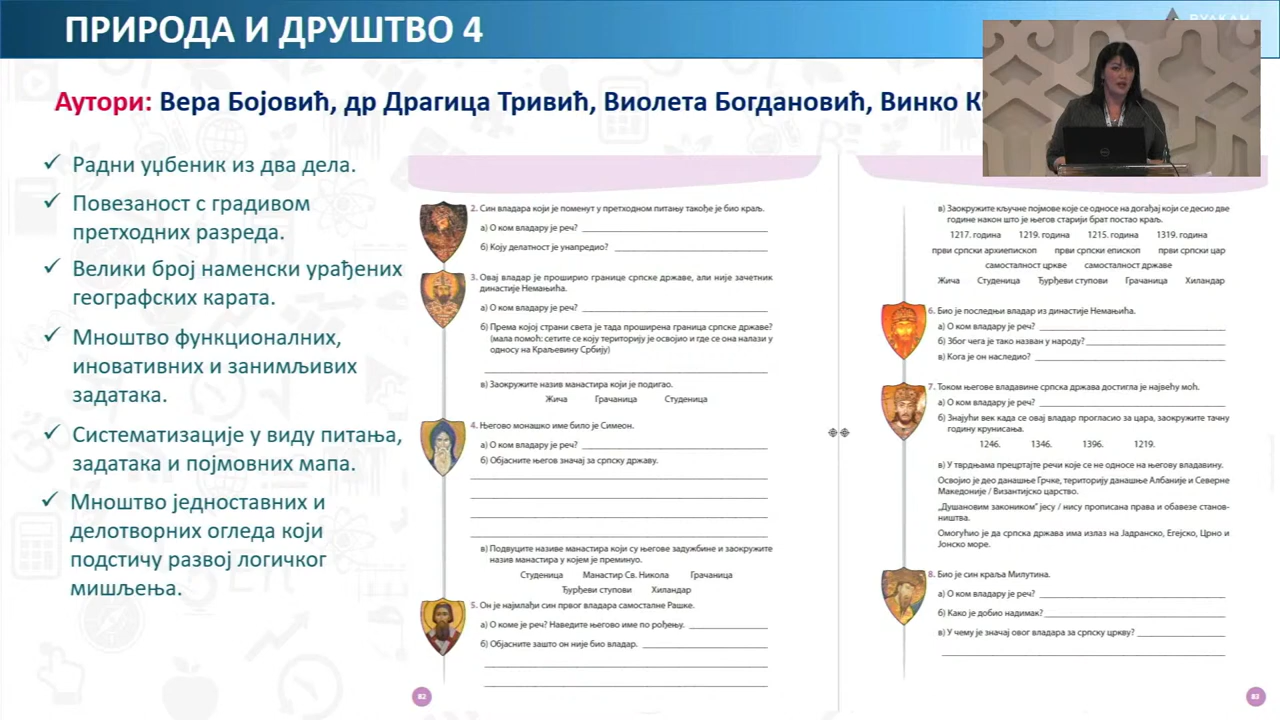 ПРИРОДА И ДРУШТВО 4
Аутори: Вера Бојовић, др Драгица Тривић, Виолета Богдановић, Винко К
Радни уџбеник из два дела.
Повезаност с градивом
претходних разреда.
Велики број наменски урађених
географских карата.
Мноштво функционалних,
иновативних и занимљивих
задатака.
Систематизације у виду питања,
задатака и појмовних мапа.
Мноштво једноставних и
делотворних огледа који
подстичу развој логичког
мишљења.
2. Син владара који је поменут у претходном питању такође је био краљ.
а) О ком владару је реч?
б) Коју делатност је унапредио?
3. Овај владар је проширио границе српске државе, али није зачетник
династије Немањића.
а) О ком владару је реч?
б) Према којој страни света је тада проширена граница српске државе?
(мала помоћ: сетите се коју територију је освојио и где се она налази у
односу на Краљевину Србију)
в) Заокружите назив манастира који је подигао.
Жича Грачаница Студеница
4. Његово монашко име било је Симеон.
а) О ком владару је реч?
б) Објасните његов значај за српску државу.
в) Подвуците називе манастира који су његове задужбине и заокружите
назив манастира у којем је преминуо.
Студеница Манастир Св. Никола Грачаница
Ђурђеви ступови Хиландар
5. Он је најмлађи син првог владара самосталне Рашке.
а) О коме је реч? Наведите његово име по рођењу.
б) Објасните зашто он није био владар.
82
в) Заокружите кључне појмове које се односе на догађај који се десио две
године након што је његов старији брат постао краљ.
1217. година 1219. година 1215. година 1319. година
први српски архиепископ први српски епископ први српски цар
самосталност цркве самосталност државе
Жича Студеница Ђурђеви ступови Грачаница Хиландар
6. Био је последњи владар из династије Немањића.
а) О ком владару је реч?
б) Због чега је тако назван у народу?
в) Кога је он наследио?
7. Током његове владавине српска држава достигла је највећу моћ.
а) О ком владару је реч?
б) Знајући век када се овај владар прогласио за цара, заокружите тачну
годину крунисања.
1246. 1346. 1396. 1219.
в) У тврдњама прецртајте речи које се не односе на његову владавину.
Освојио је део данашње Грчке, територију данашње Албаније и Северне
Македоније / Византијско царство.
„Душановим закоником” јесу / нису прописана права и обавезе станов-
ништва.
Омогућио је да српска држава има излаз на Јадранско, Егејско, Црно и
Јонско море.
8. Био је син краља Милутина.
а) О ком владару је реч?
б) Како је добио надимак?
в) У чему је значај овог владара за српску цркву?
83